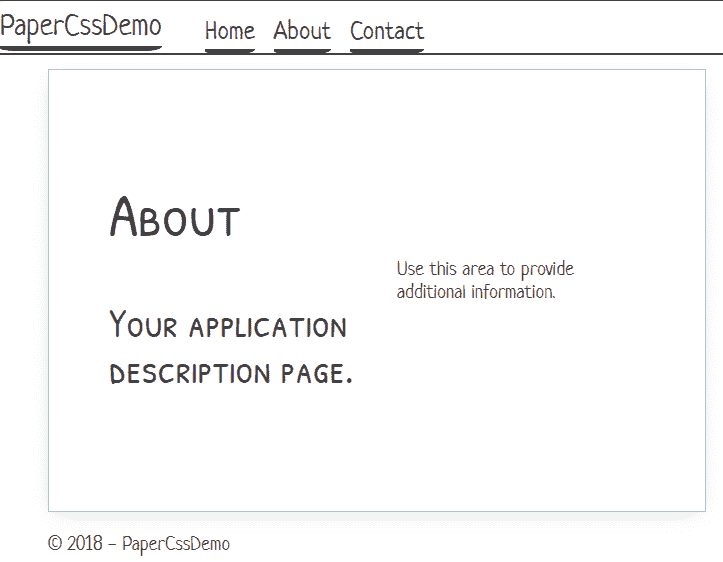 PaperCssDemo Home About Contact
About
Your application
description page.
Use this area to provide
additional information.
© 2018 – PaperCssDemo